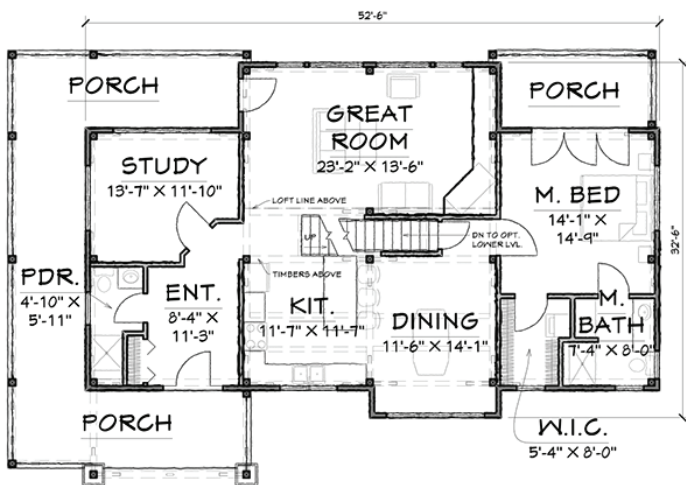 52'-6"
PORCH
PORCH
GREAT
ROOM
23'-2" X 13'-6"
STUDY
13'-7" X 11'-10"
M. BED
14'-1" X
14'-9"
LOFT LINE ABOVE
UP
DN TO OPT.
LOWER LVL.
32'-6"
TIMBERS ABOVE
PDR.
4'-10" X
5'-11"
ENT.
8'-4" X
11'-3"
KIT.
11'-7" X 11'-7"
DINING
11'-6" X 14'-1"
M.
BATH
7'-4" X 8'-0"
PORCH
W.I.C.
5'-4" X 8'-0"